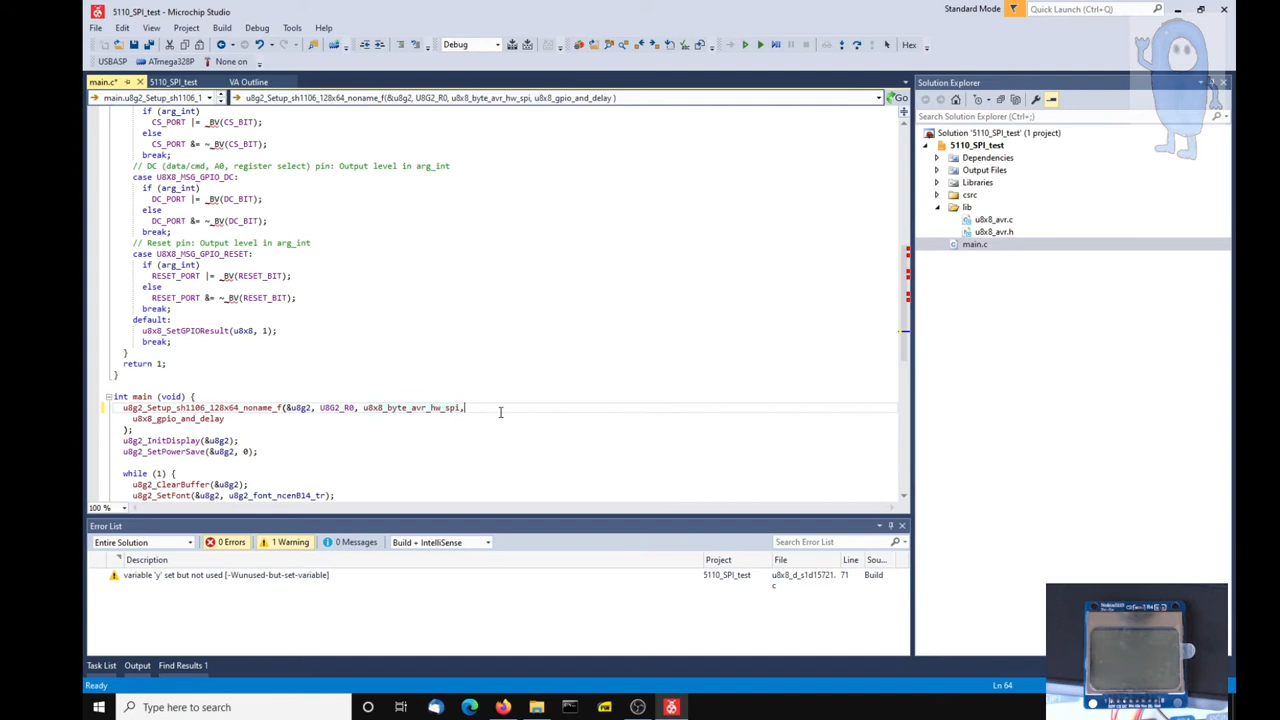 5110_SPI_test - Microchip Studio
Standard Mode
Quick Launch (Ctrl+;)
File Edit View Project Build Debug Tools Help
Debug
Hex
USBASP ATmega328P None on
main.c* 5110_SPI_test VA Outline
main.u8g2_Setup_sh1106_1 u8g2_Setup_sh1106_128x64_noname_f(&u8g2, U8G2_R0, u8x8_byte_avr_hw_spi, u8x8_gpio_and_delay ) Go
if (arg_int)
CS_PORT |= _BV(CS_BIT);
else
CS_PORT &= ~_BV(CS_BIT);
break;
// DC (data/cmd, A0, register select) pin: Output level in arg_int
case U8X8_MSG_GPIO_DC:
if (arg_int)
DC_PORT |= _BV(DC_BIT);
else
DC_PORT &= ~_BV(DC_BIT);
break;
// Reset pin: Output level in arg_int
case U8X8_MSG_GPIO_RESET:
if (arg_int)
RESET_PORT |= _BV(RESET_BIT);
else
RESET_PORT &= ~_BV(RESET_BIT);
break;
default:
u8x8_SetGPIOResult(u8x8, 1);
break;
}
return 1;
}
int main (void) {
u8g2_Setup_sh1106_128x64_noname_f(&u8g2, U8G2_R0, u8x8_byte_avr_hw_spi,
u8x8_gpio_and_delay
);
u8g2_InitDisplay(&u8g2);
u8g2_SetPowerSave(&u8g2, 0);
while (1) {
u8g2_ClearBuffer(&u8g2);
u8g2_SetFont(&u8g2, u8g2_font_ncenB14_tr);
100 %
Solution Explorer
Search Solution Explorer (Ctrl+;)
Solution '5110_SPI_test' (1 project)
5110_SPI_test
Dependencies
Output Files
Libraries
csrc
lib
u8x8_avr.c
u8x8_avr.h
main.c
Error List
Entire Solution 0 Errors 1 Warning 0 Messages Build + IntelliSense Search Error List
Description Project File Line Sou...
variable 'y' set but not used [-Wunused-but-set-variable] 5110_SPI_test u8x8_d_s1d15721.c 71 Build
Task List Output Find Results 1
Ready Ln 64
Type here to search